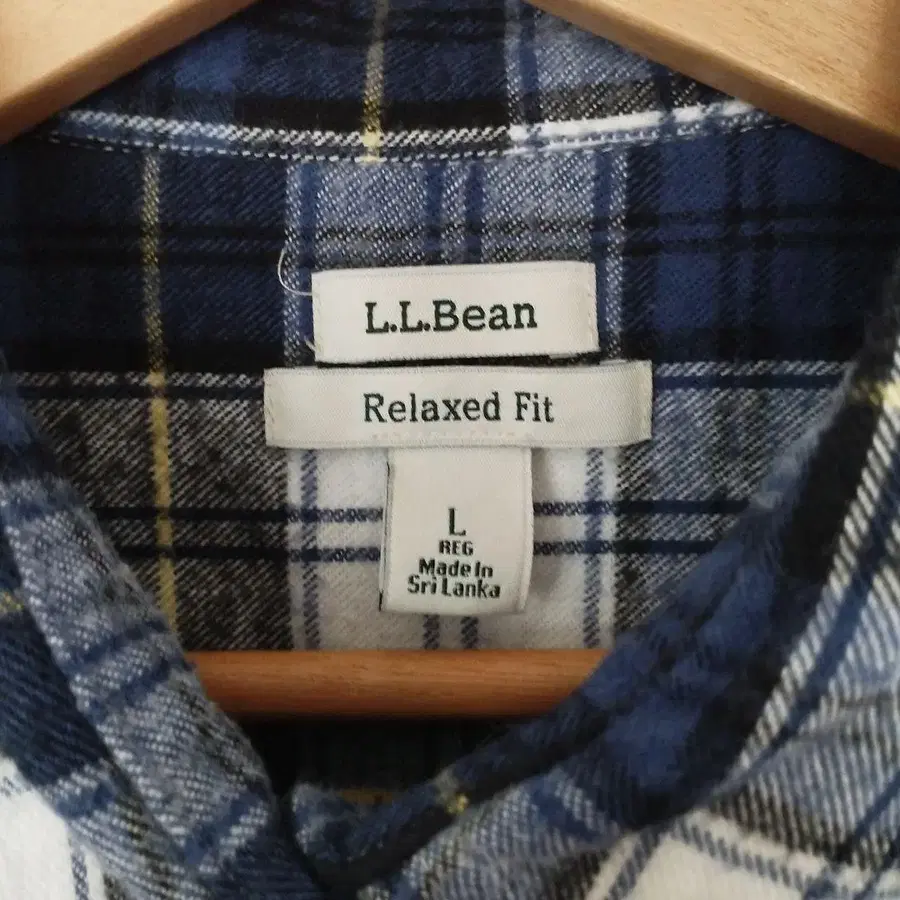 L.L.Bean
Relaxed Fit
L
REG
Made In
Sri Lanka